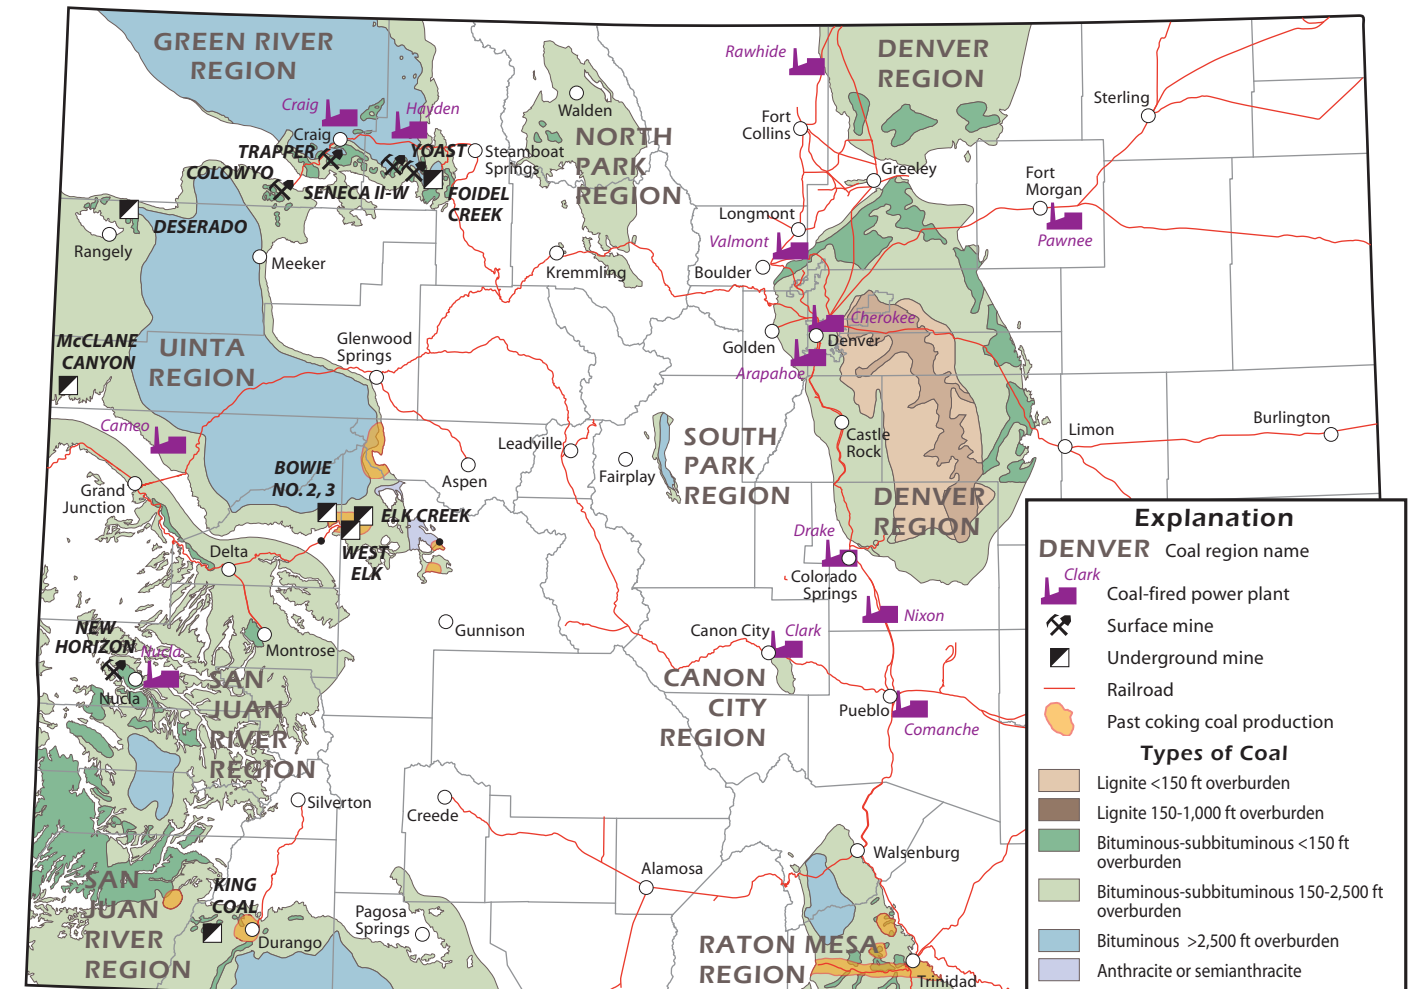 GREEN RIVER
REGION
DENVER
REGION
Rawhide
Craig
Hayden
Walden
Sterling
Fort
Collins
Craig
TRAPPER
YOAST
Steamboat
Springs
NORTH
PARK
REGION
COLOWYO
SENECA II-W
FOIDEL
CREEK
Greeley
Fort
Morgan
Pawnee
DESERADO
Rangely
Meeker
Longmont
Valmont
Boulder
Kremmling
McCLANE
CANYON
UINTA
REGION
Glenwood
Springs
Cherokee
Golden
Denver
Arapahoe
Cameo
Leadville
SOUTH
PARK
REGION
Castle
Rock
Limon
Burlington
BOWIE
NO. 2, 3
Aspen
Fairplay
Grand
Junction
ELK CREEK
DENVER
REGION
Delta
WEST
ELK
Drake
Colorado
Springs
Gunnison
Nixon
NEW
HORIZON
Nucla
Nucla
Montrose
Canon City
Clark
SAN
JUAN
RIVER
REGION
CANON
CITY
REGION
Pueblo
Comanche
Silverton
Creede
Walsenburg
Alamosa
SAN
JUAN
RIVER
REGION
KING
COAL
Durango
Pagosa
Springs
RATON MESA
REGION
Trinidad
Explanation
DENVER Coal region name
Clark
Coal-fired power plant
Surface mine
Underground mine
Railroad
Past coking coal production
Types of Coal
Lignite <150 ft overburden
Lignite 150-1,000 ft overburden
Bituminous-subbituminous <150 ft
overburden
Bituminous-subbituminous 150-2,500 ft
overburden
Bituminous >2,500 ft overburden
Anthracite or semianthracite